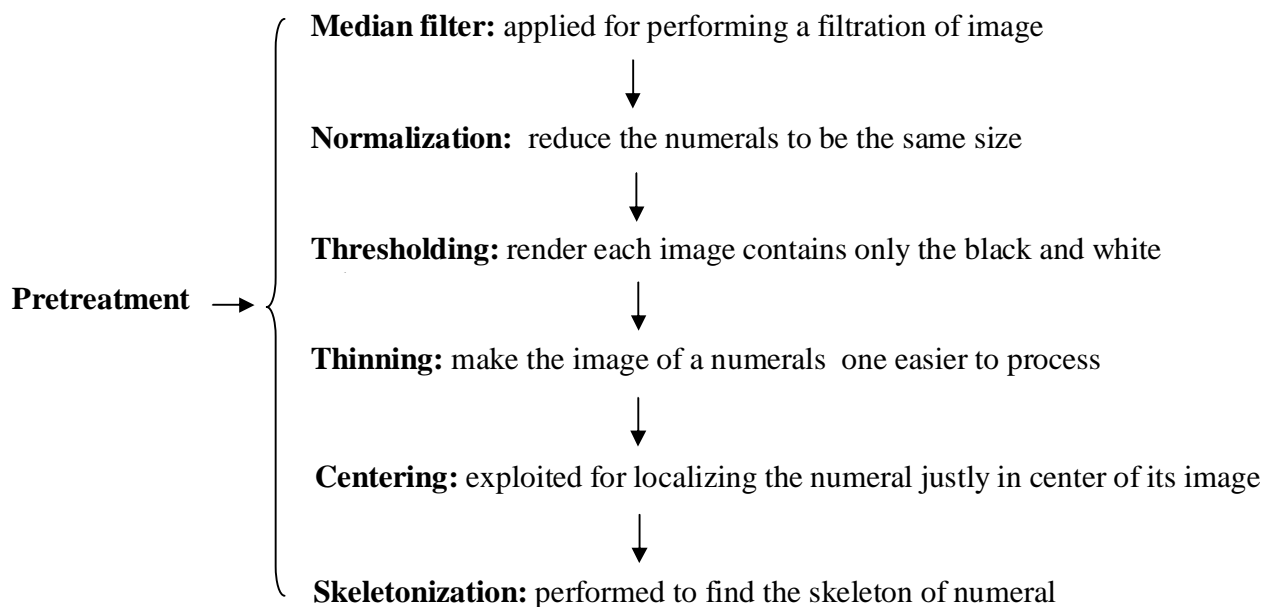 Median filter: applied for performing a filtration of image
Normalization: reduce the numerals to be the same size
Thresholding: render each image contains only the black and white
Pretreatment
Thinning: make the image of a numerals one easier to process
Centering: exploited for localizing the numeral justly in center of its image
Skeletonization: performed to find the skeleton of numeral